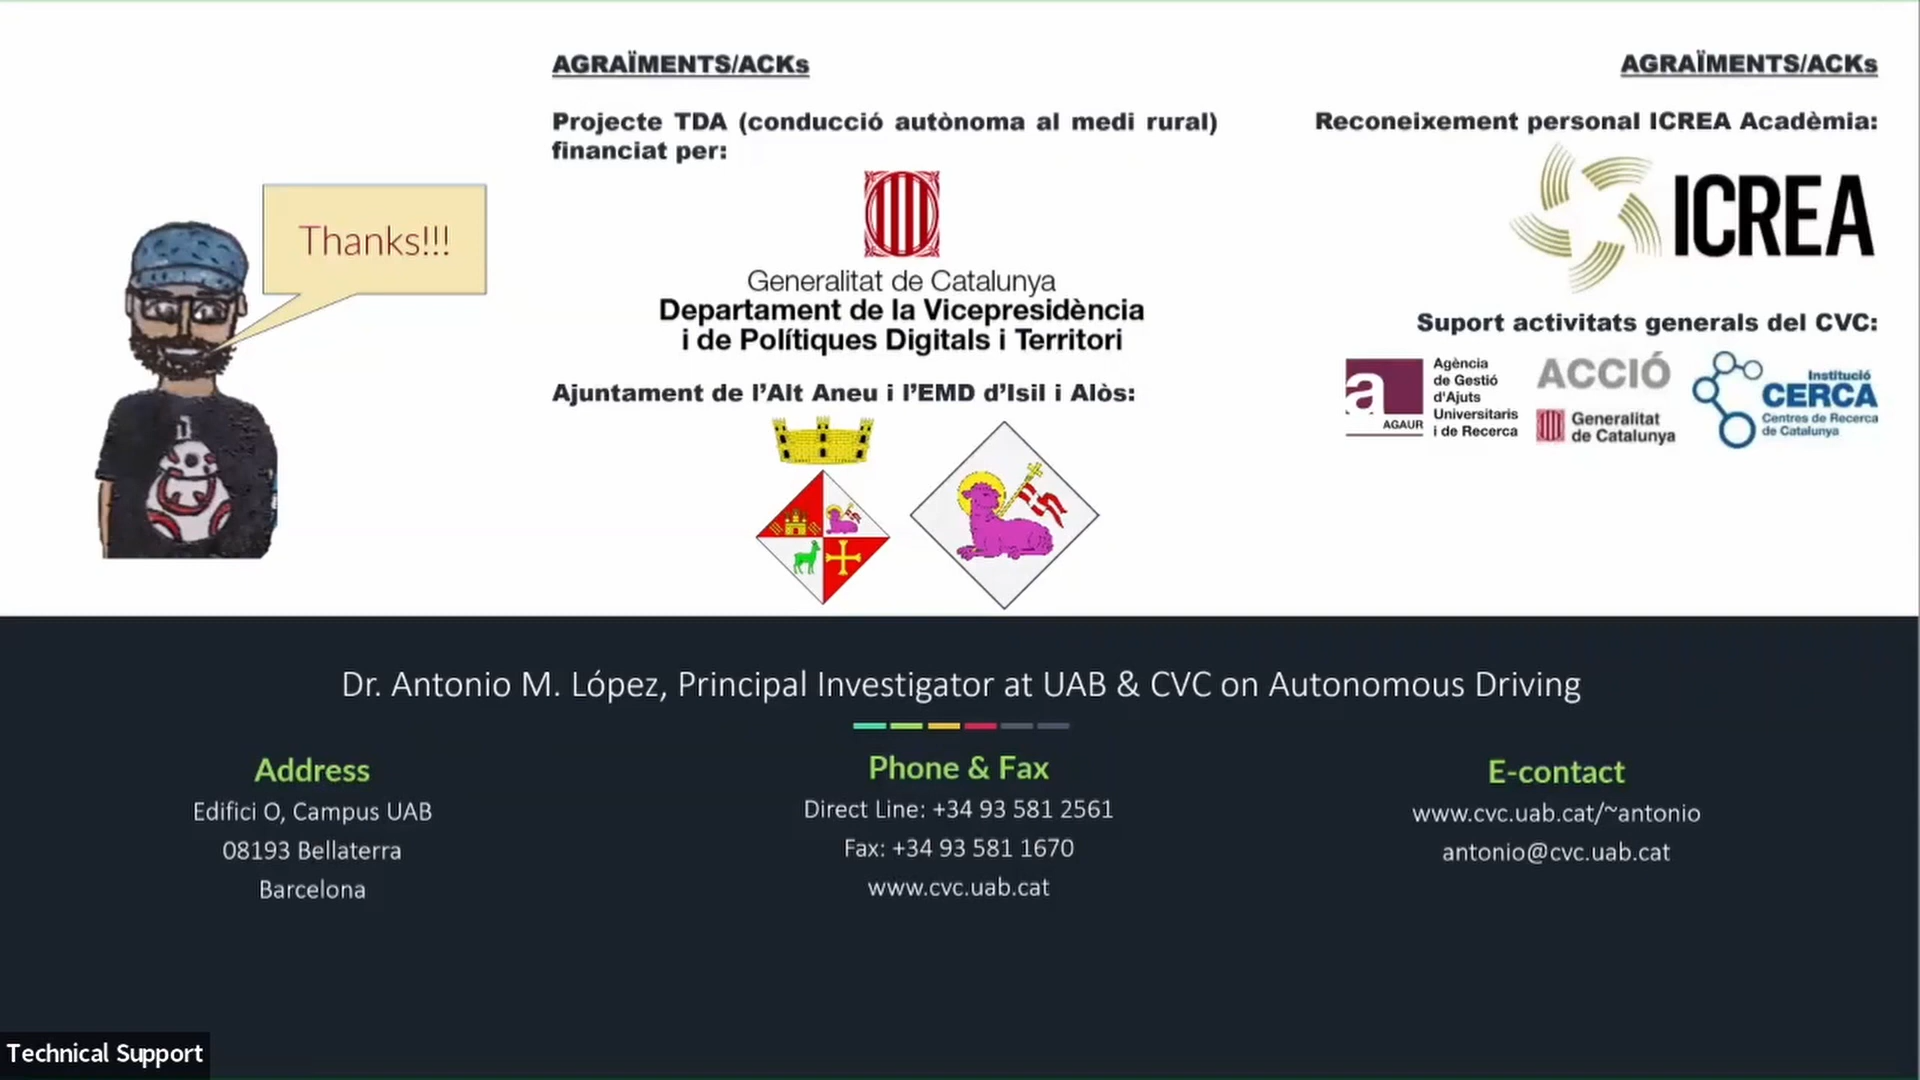 Thanks!!!
AGRAÏMENTS/ACKs
Projecte TDA (conducció autònoma al medi rural)
financiat per:
Generalitat de Catalunya
Departament de la Vicepresidència
i de Polítiques Digitals i Territori
Ajuntament de l'Alt Aneu i l'EMD d'Isil i Alòs:
AGRAÏMENTS/ACKs
Reconeixement personal ICREA Acadèmia:
ICREA
Suport activitats generals del CVC:
a
AGAUR
Agència
de Gestió
d'Ajuts
Universitaris
i de Recerca
ACCIÓ
Generalitat
de Catalunya
Institució
CERCA
Centres de Recerca
de Catalunya
Dr. Antonio M. López, Principal Investigator at UAB & CVC on Autonomous Driving
Address
Edifici O, Campus UAB
08193 Bellaterra
Barcelona
Phone & Fax
Direct Line: +34 93 581 2561
Fax: +34 93 581 1670
www.cvc.uab.cat
E-contact
www.cvc.uab.cat/~antonio
antonio@cvc.uab.cat
Technical Support